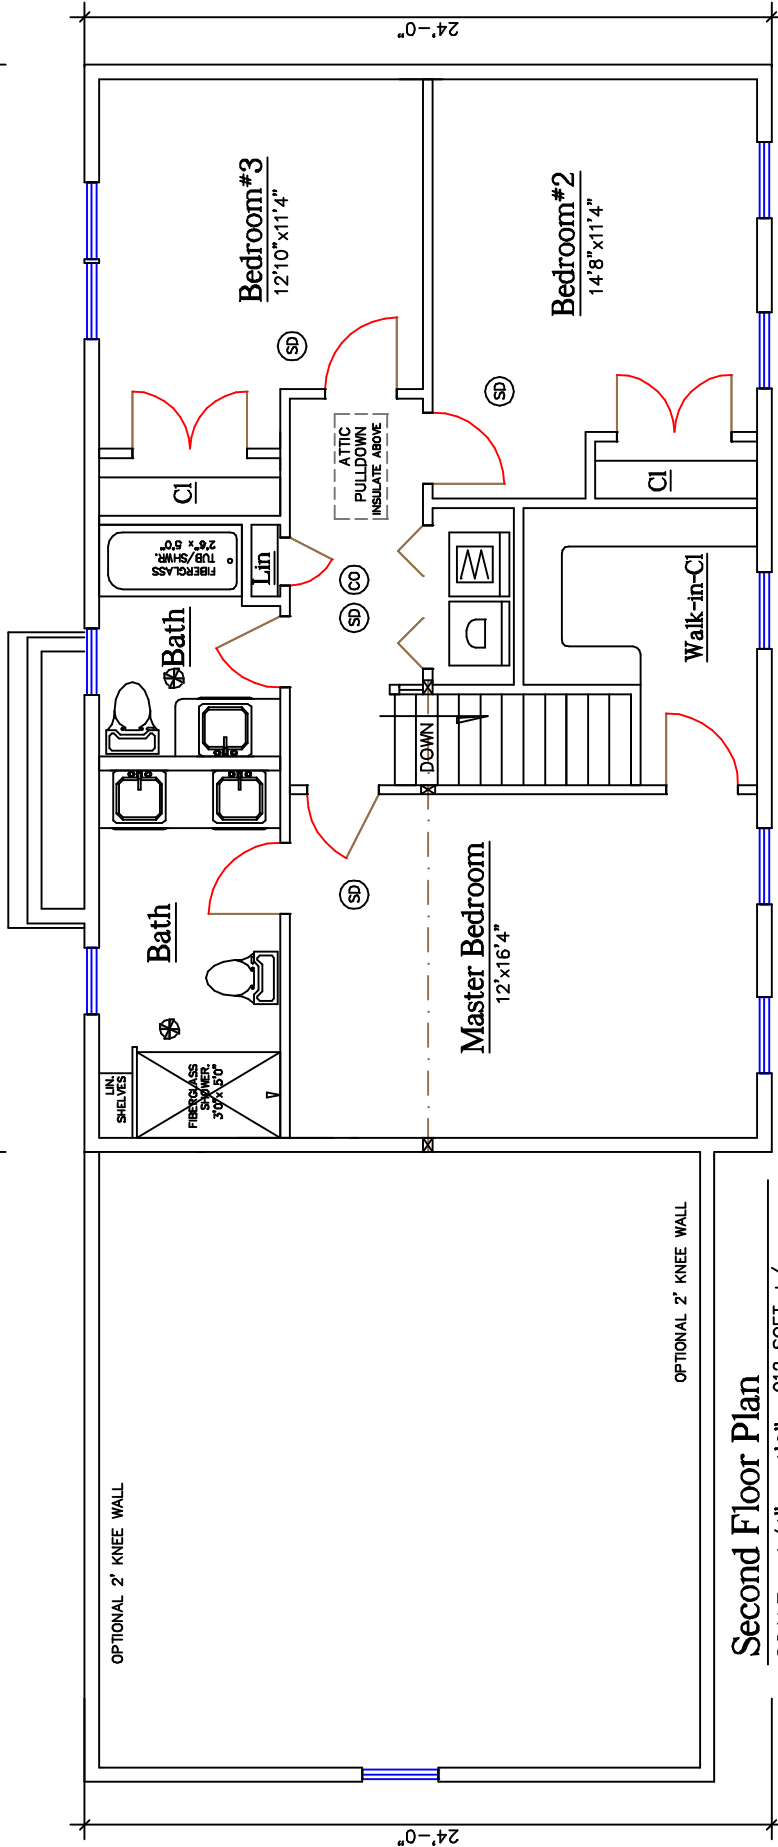 24'-0"
Bedroom#3
12'10"x11'4"
Bedroom#2
14'8"x11'4"
SD
SD
ATTIC
PULLDOWN
INSULATE ABOVE
Cl
Cl
FIBERGLASS
TUB/SHWR.
2'6" x 5'0"
Lin
CO
SD
Bath
Walk-in-Cl
DOWN
SD
Bath
Master Bedroom
12'x16'4"
LIN.
SHELVES
FIBERGLASS
SHOWER.
3'0"x 5'0"
OPTIONAL 2' KNEE WALL
OPTIONAL 2' KNEE WALL
Second Floor Plan
24'-0"